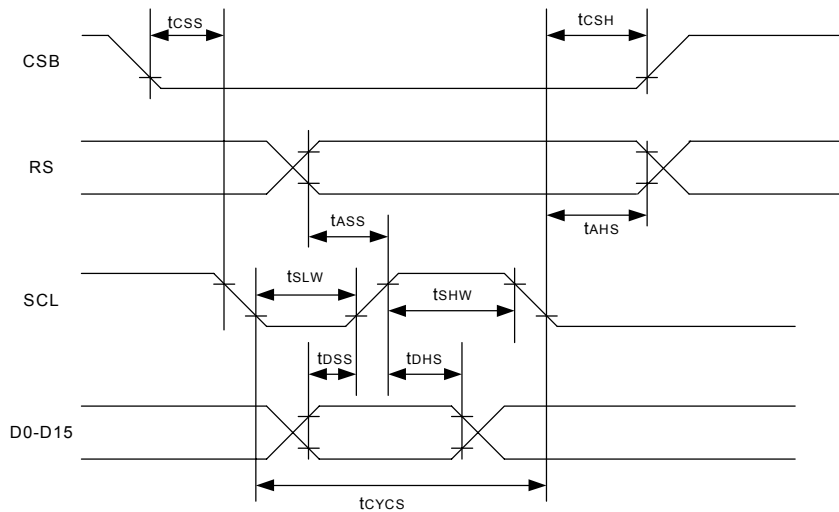 tCSS
tCSH
CSB
RS
tASS
tAHS
tSLW
tSHW
SCL
tDSS
tDHS
D0-D15
tCYCS